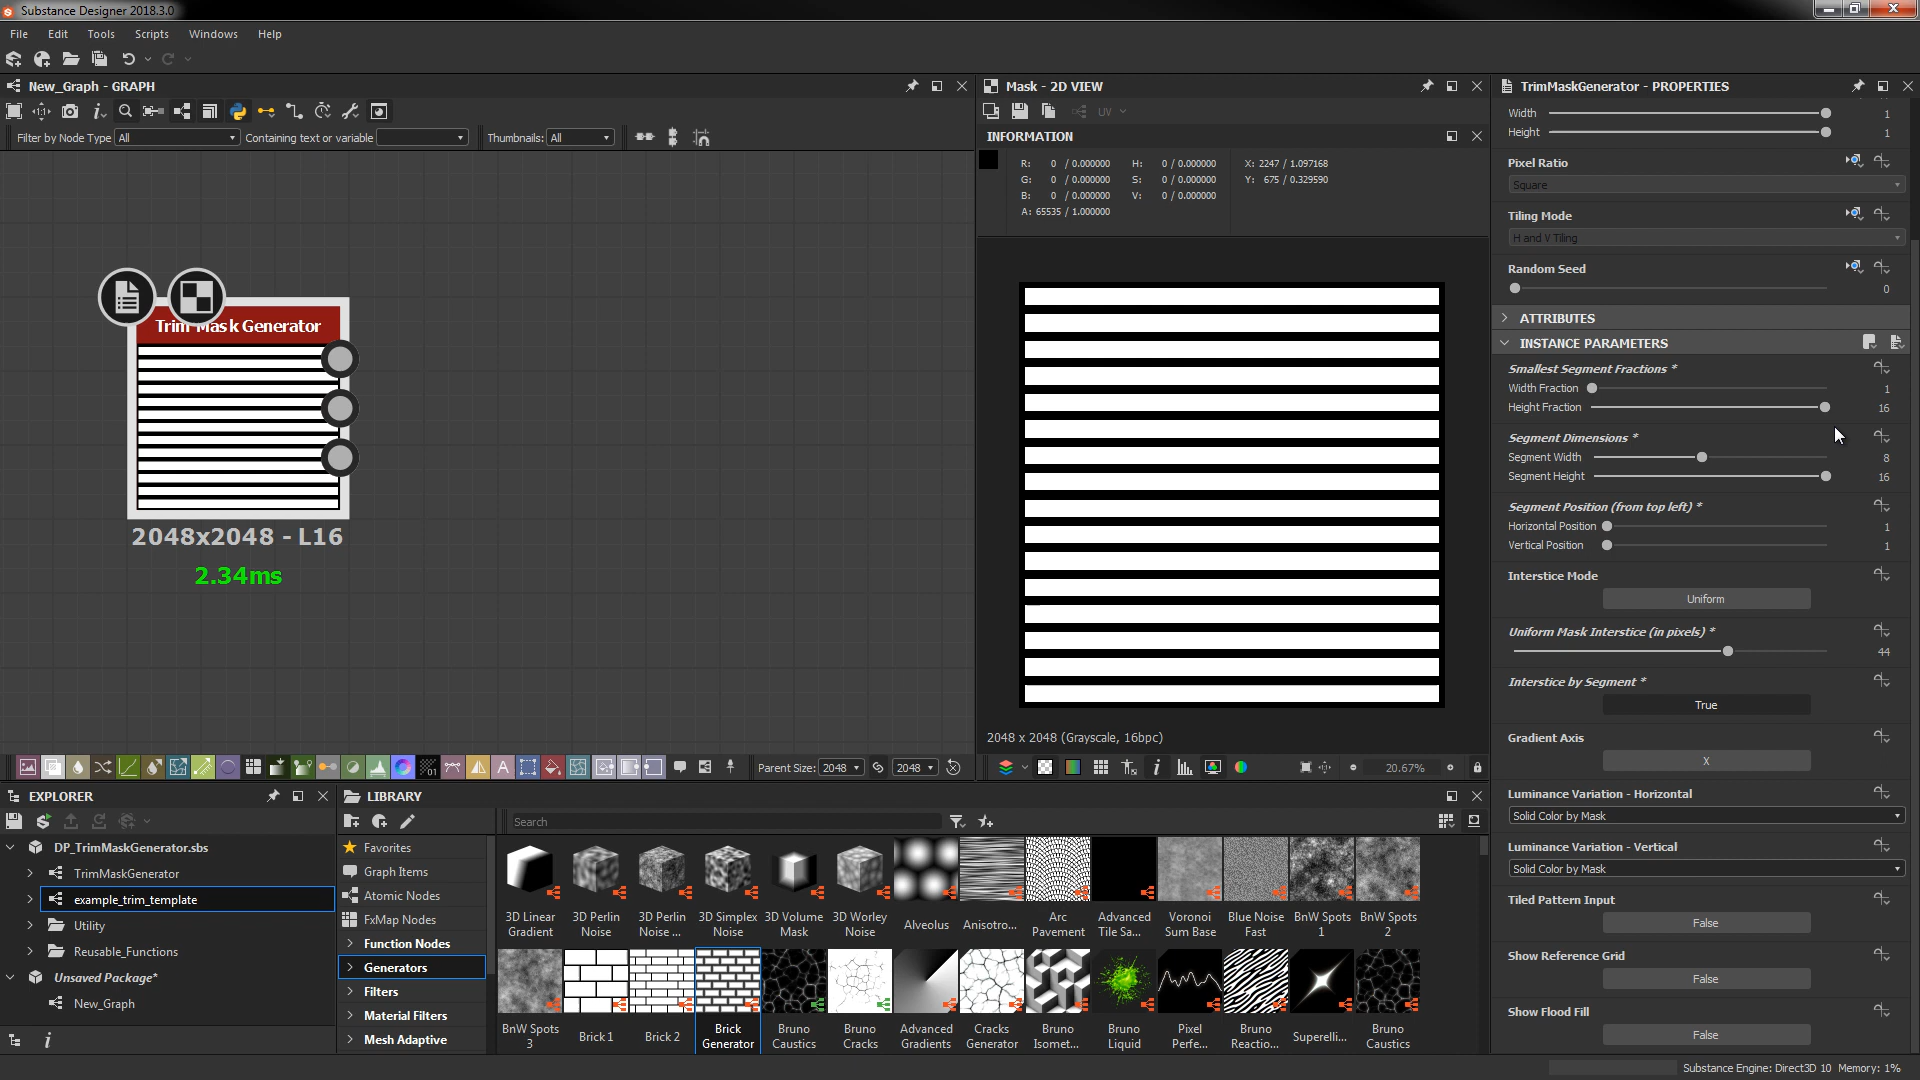 Substance Designer 2018.3.0
File Edit Tools Scripts Windows Help
New_Graph - GRAPH
Filter by Node Type All Containing text or variable Thumbnails: All
Trim Mask Generator
2048x2048 - L16
2.34ms
Parent Size: 2048 2048
Mask - 2D VIEW
UV
INFORMATION
R: 0 / 0.000000 H: 0 / 0.000000 X: 2247 / 1.097168
G: 0 / 0.000000 S: 0 / 0.000000 Y: 675 / 0.329590
B: 0 / 0.000000 V: 0 / 0.000000
A: 65535 / 1.000000
2048 x 2048 (Grayscale, 16bpc)
20.67%
TrimMaskGenerator - PROPERTIES
Width 1
Height 1
Pixel Ratio
Square
Tiling Mode
H and V Tiling
Random Seed
0
ATTRIBUTES
INSTANCE PARAMETERS
Smallest Segment Fractions *
Width Fraction 1
Height Fraction 16
Segment Dimensions *
Segment Width 8
Segment Height 16
Segment Position (from top left) *
Horizontal Position 1
Vertical Position 1
Interstice Mode
Uniform
Uniform Mask Interstice (in pixels) *
44
Interstice by Segment *
True
Gradient Axis
X
Luminance Variation - Horizontal
Solid Color by Mask
Luminance Variation - Vertical
Solid Color by Mask
Tiled Pattern Input
False
Show Reference Grid
False
Show Flood Fill
False
EXPLORER
DP_TrimMaskGenerator.sbs
TrimMaskGenerator
example_trim_template
Utility
Reusable_Functions
Unsaved Package*
New_Graph
LIBRARY
Search
Favorites
Graph Items
Atomic Nodes
FxMap Nodes
Function Nodes
Generators
Filters
Material Filters
Mesh Adaptive
3D Linear Gradient
3D Perlin Noise
3D Perlin Noise ...
3D Simplex Noise
3D Volume Mask
3D Worley Noise
Alveolus
Anisotro...
Arc Pavement
Advanced Tile Sa...
Voronoi Sum Base
Blue Noise Fast
BnW Spots 1
BnW Spots 2
BnW Spots 3
Brick 1
Brick 2
Brick Generator
Bruno Caustics
Bruno Cracks
Advanced Gradients
Cracks Generator
Bruno Isomet...
Bruno Liquid
Pixel Perfe...
Bruno Reactio...
Superelli...
Bruno Caustics
Substance Engine: Direct3D 10 Memory: 1%